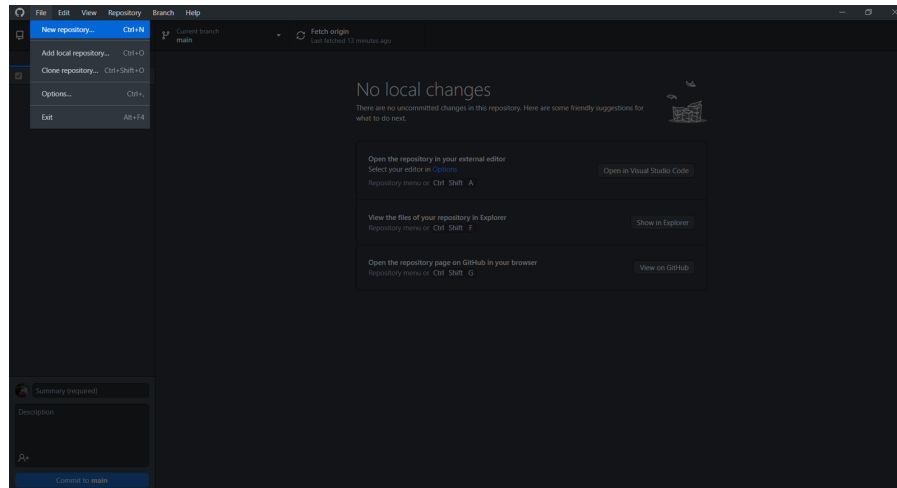 File Edit View Repository Branch Help
New repository... Ctrl+N
Add local repository... Ctrl+O
Clone repository... Ctrl+Shift+O
Options... Ctrl+,
Exit Alt+F4
Current branch
main
Fetch origin
Last fetched 13 minutes ago
No local changes
There are no uncommitted changes in this repository. Here are some friendly suggestions for
what to do next.
Open the repository in your external editor
Select your editor in Options
Repository menu or Ctrl Shift A
Open in Visual Studio Code
View the files of your repository in Explorer
Repository menu or Ctrl Shift F
Show in Explorer
Open the repository page on GitHub in your browser
Repository menu or Ctrl Shift G
View on GitHub
Summary (required)
Description
Commit to main